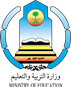 وزارة التربية والتعليم
MINISTRY OF EDUCATION